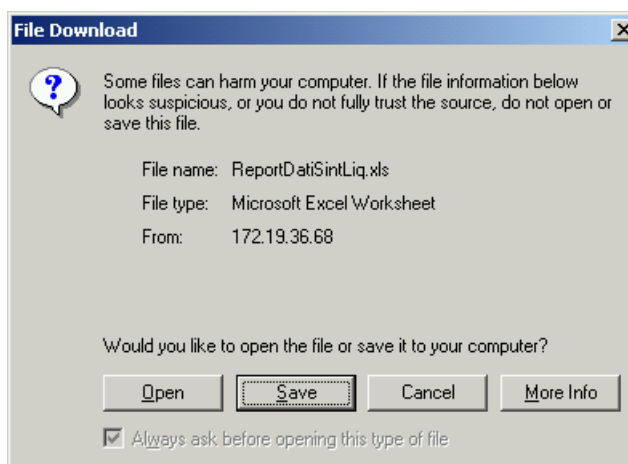 File Download
Some files can harm your computer. If the file information below
looks suspicious, or you do not fully trust the source, do not open or
save this file.
File name: ReportDatiSintLiq.xls
File type: Microsoft Excel Worksheet
From: 172.19.36.68
Would you like to open the file or save it to your computer?
Open Save Cancel More Info
Always ask before opening this type of file